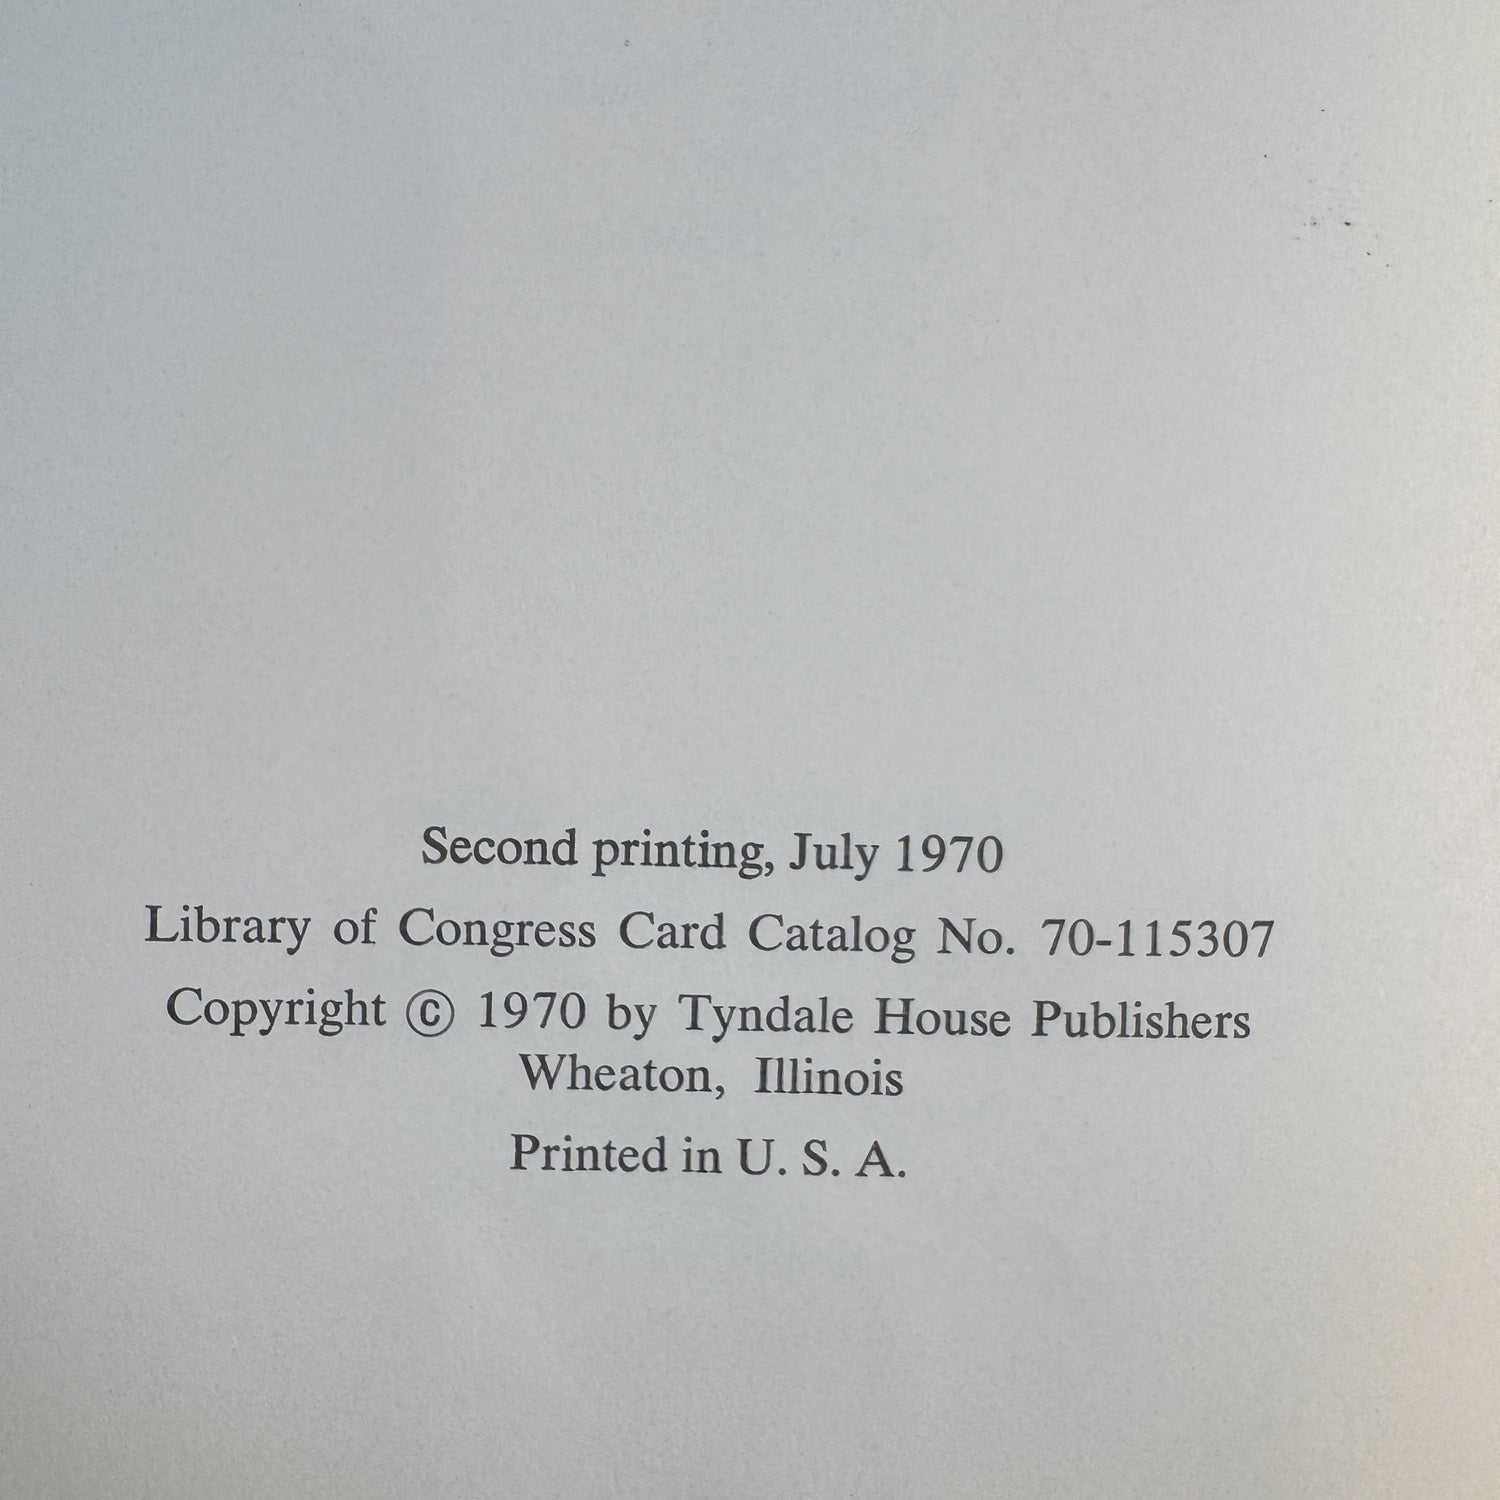 Second printing, July 1970
Library of Congress Card Catalog No. 70-115307
Copyright © 1970 by Tyndale House Publishers
Wheaton, Illinois
Printed in U. S. A.